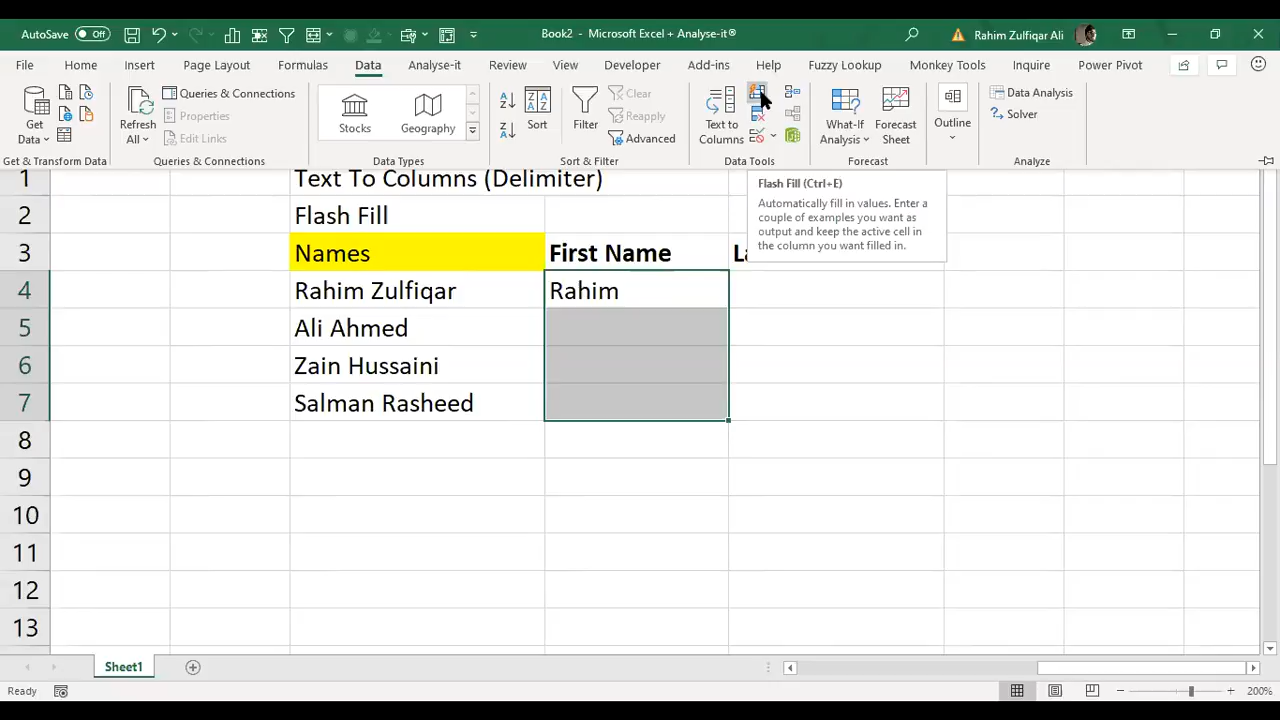 AutoSave Off Book2 - Microsoft Excel + Analyse-it® Rahim Zulfiqar Ali
File Home Insert Page Layout Formulas Data Analyse-it Review View Developer Add-ins Help Fuzzy Lookup Monkey Tools Inquire Power Pivot
Get Data
Refresh All
Queries & Connections
Properties
Edit Links
Stocks
Geography
Sort
Filter
Clear
Reapply
Advanced
Text to Columns
What-If Analysis
Forecast Sheet
Outline
Data Analysis
Solver
Get & Transform Data Queries & Connections Data Types Sort & Filter Data Tools Forecast Analyze
Flash Fill (Ctrl+E)
Automatically fill in values. Enter a
couple of examples you want as
output and keep the active cell in
the column you want filled in.
1 Text To Columns (Delimiter)
2 Flash Fill
3 Names First Name L
4 Rahim Zulfiqar Rahim
5 Ali Ahmed
6 Zain Hussaini
7 Salman Rasheed
8
9
10
11
12
13
Sheet1
Ready 200%